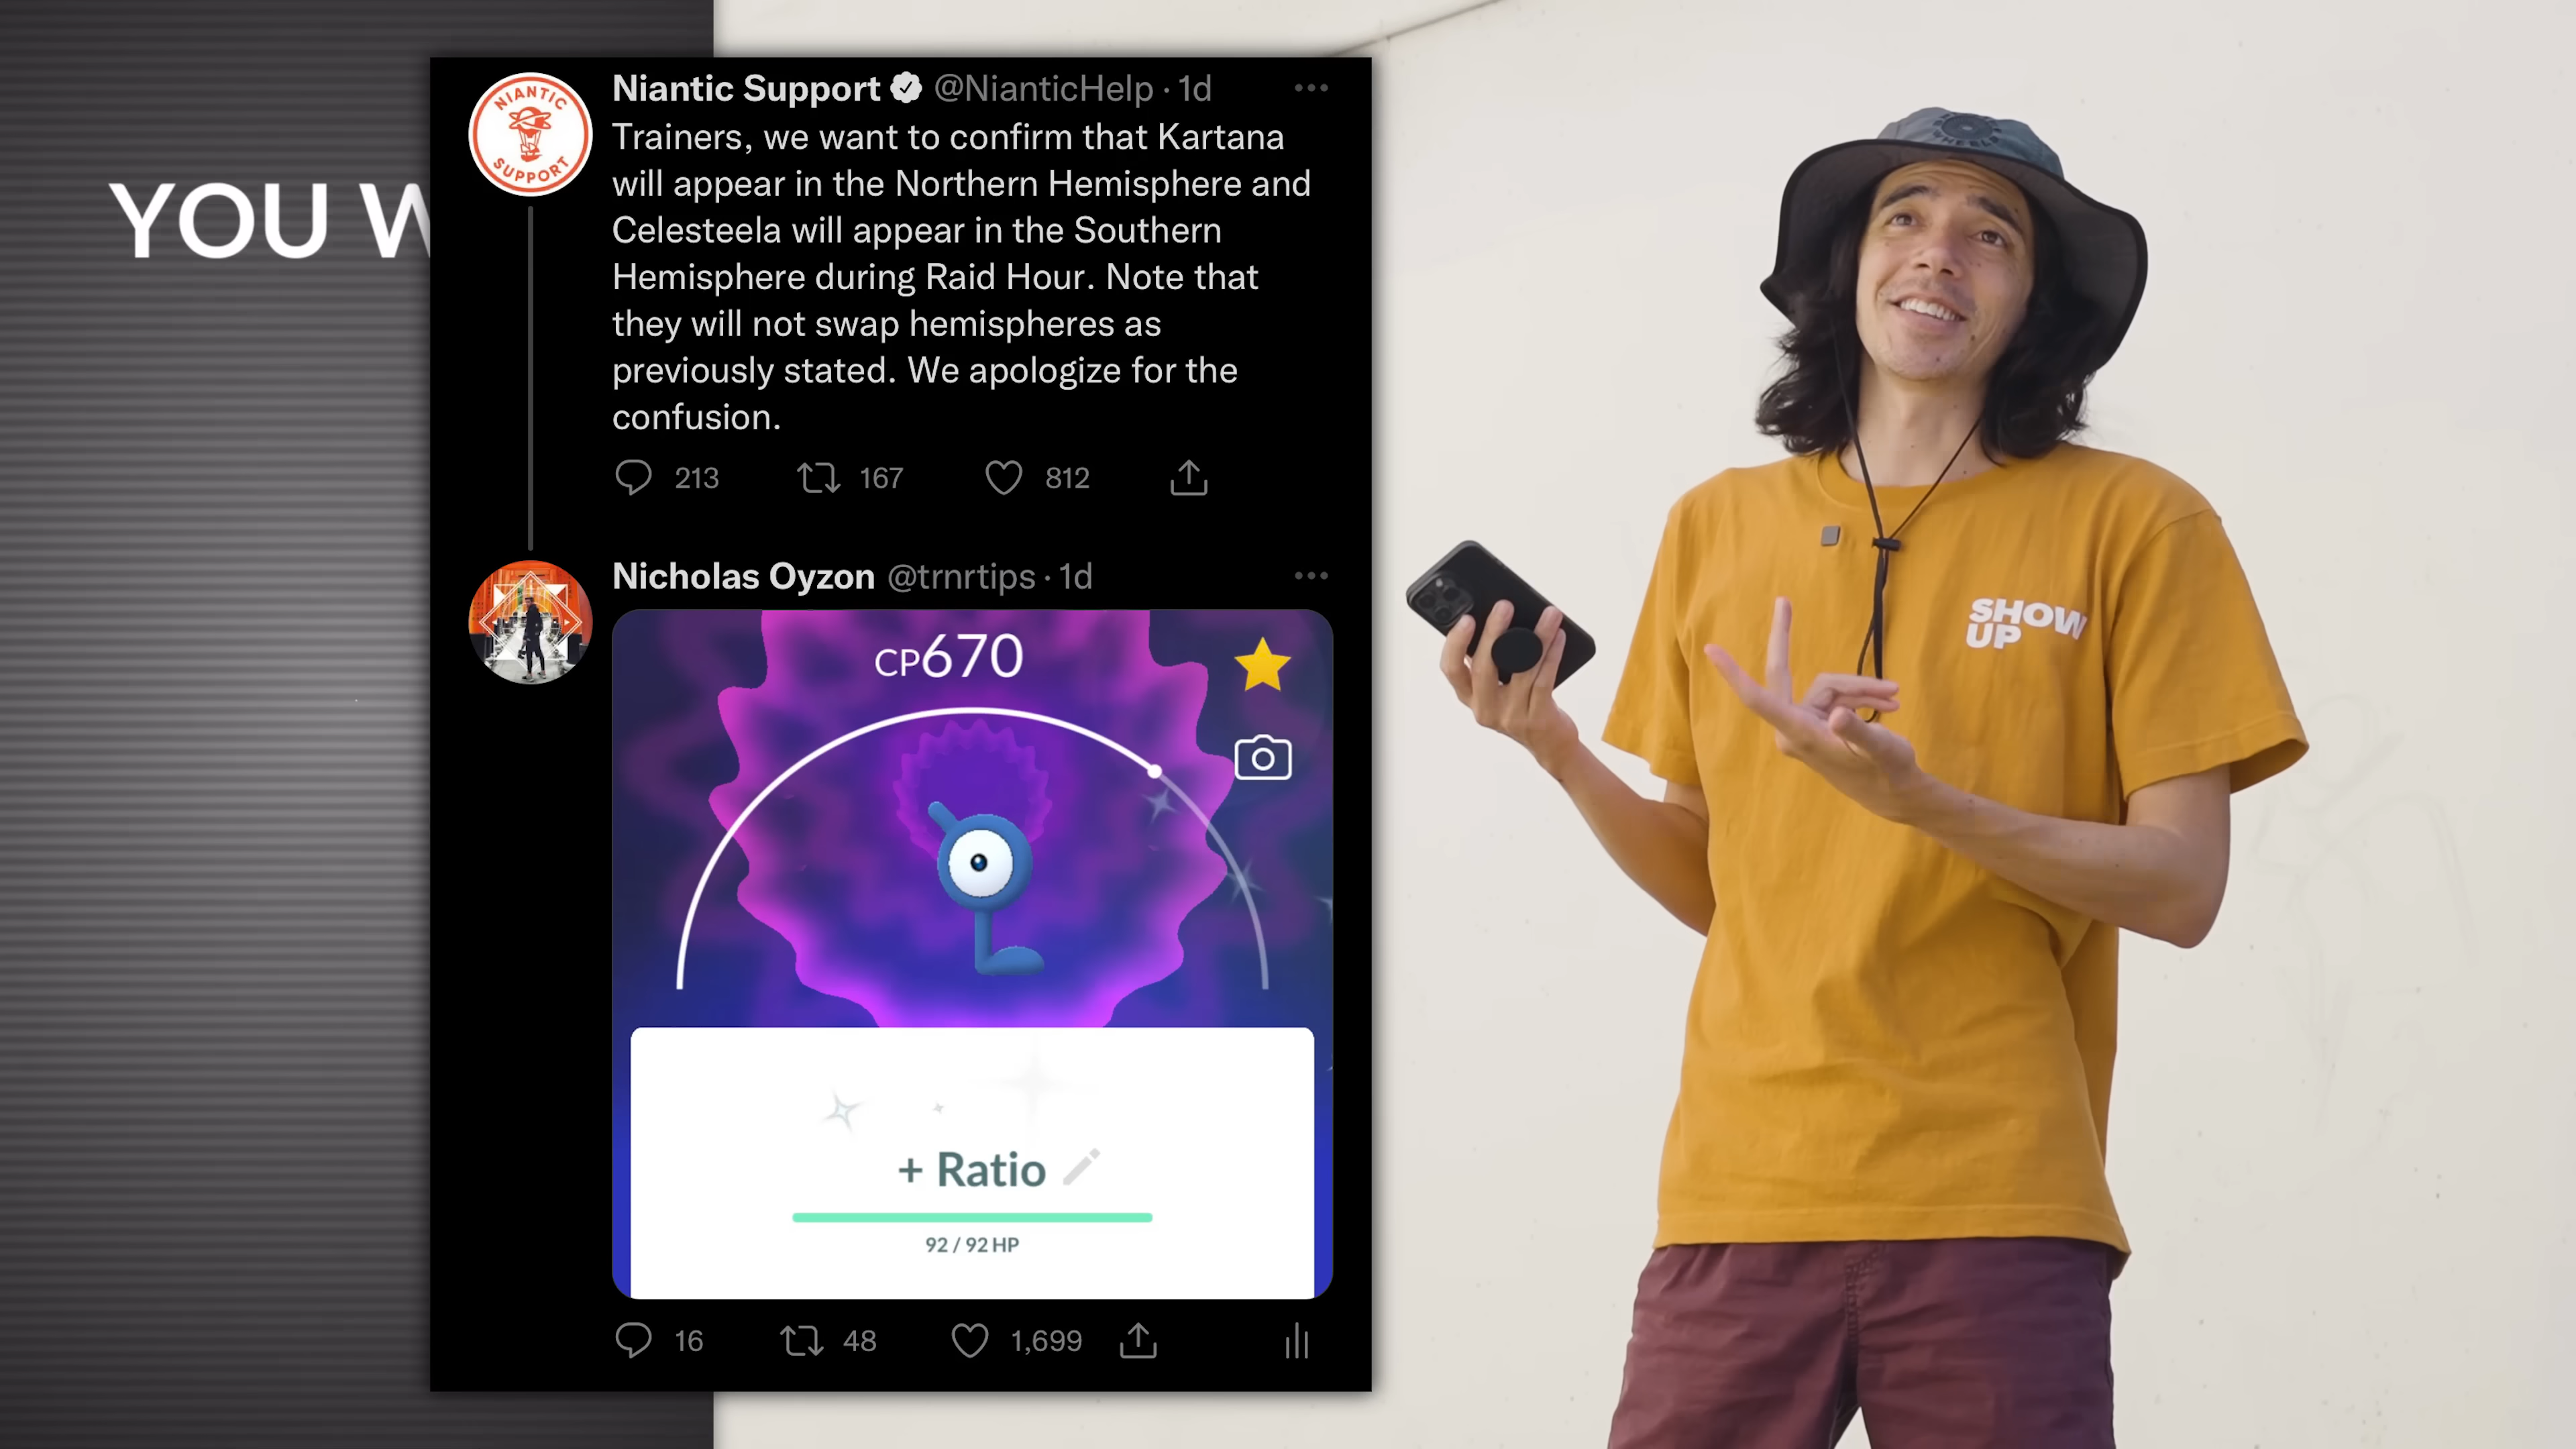 YOU W
NIANTIC
SUPPORT
Niantic Support @NianticHelp · 1d
Trainers, we want to confirm that Kartana
will appear in the Northern Hemisphere and
Celesteela will appear in the Southern
Hemisphere during Raid Hour. Note that
they will not swap hemispheres as
previously stated. We apologize for the
confusion.
213 167 812
Nicholas Oyzon @trnrtips · 1d
CP670
+ Ratio
92 / 92 HP
16 48 1,699
SHOW
UP